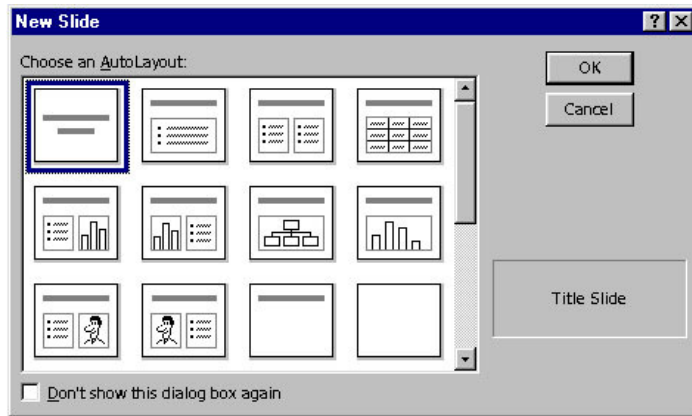 New Slide
Choose an AutoLayout:
OK
Cancel
Title Slide
Don't show this dialog box again